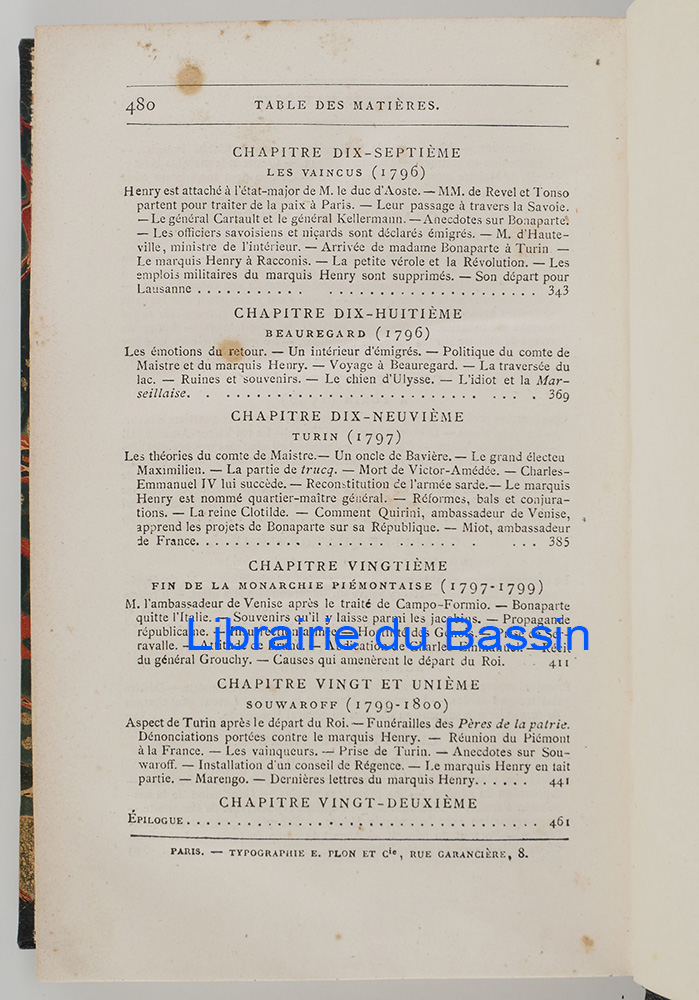 480 TABLE DES MATIÈRES.
CHAPITRE DIX-SEPTIÈME
LES VAINCUS (1796)
Henry est attaché à l'état-major de M. le duc d'Aoste. — MM. de Revel et Tonso
partent pour traiter de la paix à Paris. — Leur passage à travers la Savoie.
— Le général Cartault et le général Kellermann. — Anecdotes sur Bonaparte.
— Les officiers savoisiens et niçards sont déclarés émigrés. — M. d'Haute-
ville, ministre de l'intérieur. — Arrivée de madame Bonaparte à Turin —
Le marquis Henry à Racconis. — La petite vérole et la Révolution. — Les
emplois militaires du marquis Henry sont supprimés. — Son départ pour
Lausanne . . . . . . . . . . . . . . . . . . . . . . . . . . . . . . 343
CHAPITRE DIX-HUITIÈME
BEAUREGARD (1796)
Les émotions du retour. — Un intérieur d'émigrés. — Politique du comte de
Maistre et du marquis Henry. — Voyage à Beauregard. — La traversée du
lac. — Ruines et souvenirs. — Le chien d'Ulysse. — L'idiot et la Mar-
seillaise. . . . . . . . . . . . . . . . . . . . . . . . . . . . . . 369
CHAPITRE DIX-NEUVIÈME
TURIN (1797)
Les théories du comte de Maistre. — Un oncle de Bavière. — Le grand électeu
Maximilien. — La partie de trucq. — Mort de Victor-Amédée. — Charles-
Emmanuel IV lui succède. — Reconstitution de l'armée sarde. — Le marquis
Henry est nommé quartier-maître général. — Réformes, bals et conjura-
tions. — La reine Clotilde. — Comment Quirini, ambassadeur de Venise,
apprend les projets de Bonaparte sur sa République. — Miot, ambassadeur
de France. . . . . . . . . . . . . . . . . . . . . . . . . . . . . . 385
CHAPITRE VINGTIÈME
FIN DE LA MONARCHIE PIÉMONTAISE (1797-1799)
M. l'ambassadeur de Venise après le traité de Campo-Formio. — Bonaparte
quitte l'Italie. — Souvenirs qu'il y laisse parmi les jacobins. — Propagande
républicaine. —
Librairie du Bassin
ravalle. — Récit
du général Grouchy. — Causes qui amenèrent le départ du Roi. 411
CHAPITRE VINGT ET UNIÈME
SOUWAROFF (1799-1800)
Aspect de Turin après le départ du Roi. — Funérailles des Pères de la patrie.
Dénonciations portées contre le marquis Henry. — Réunion du Piémont
à la France. — Les vainqueurs. — Prise de Turin. — Anecdotes sur Sou-
waroff. — Installation d'un conseil de Régence. — Le marquis Henry en fait
partie. — Marengo. — Dernières lettres du marquis Henry. . . . . . 441
CHAPITRE VINGT-DEUXIÈME
ÉPILOGUE . . . . . . . . . . . . . . . . . . . . . . . . . . . . . . 461
PARIS. — TYPOGRAPHIE E. PLON ET Cie, RUE GARANCIÈRE, 8.